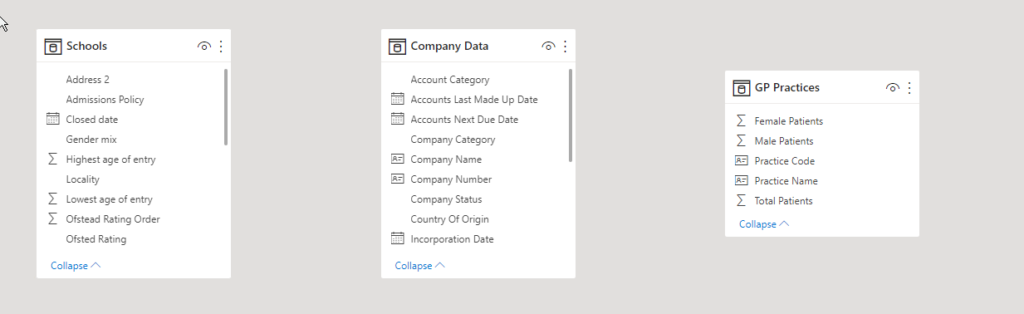 Schools
Address 2
Admissions Policy
Closed date
Gender mix
Highest age of entry
Locality
Lowest age of entry
Ofstead Rating Order
Ofsted Rating
Collapse
Company Data
Account Category
Accounts Last Made Up Date
Accounts Next Due Date
Company Category
Company Name
Company Number
Company Status
Country Of Origin
Incorporation Date
Collapse
GP Practices
Female Patients
Male Patients
Practice Code
Practice Name
Total Patients
Collapse